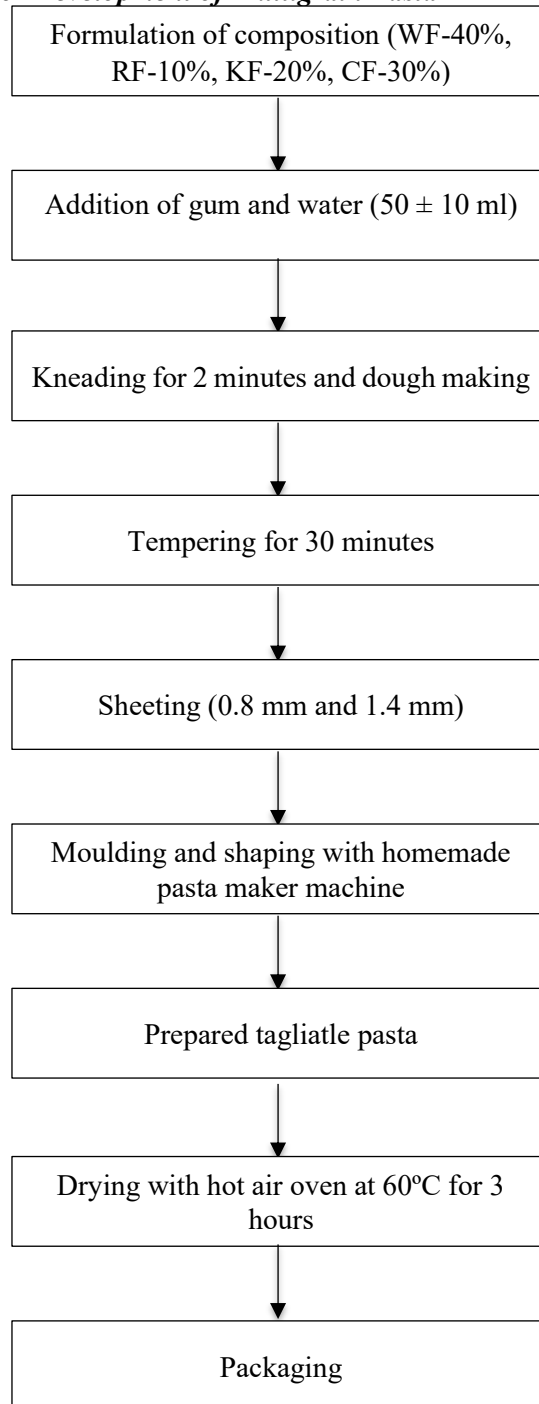 Formulation of composition (WF-40%,
RF-10%, KF-20%, CF-30%)
Addition of gum and water (50 ± 10 ml)
Kneading for 2 minutes and dough making
Tempering for 30 minutes
Sheeting (0.8 mm and 1.4 mm)
Moulding and shaping with homemade
pasta maker machine
Prepared tagliatle pasta
Drying with hot air oven at 60ºC for 3
hours
Packaging